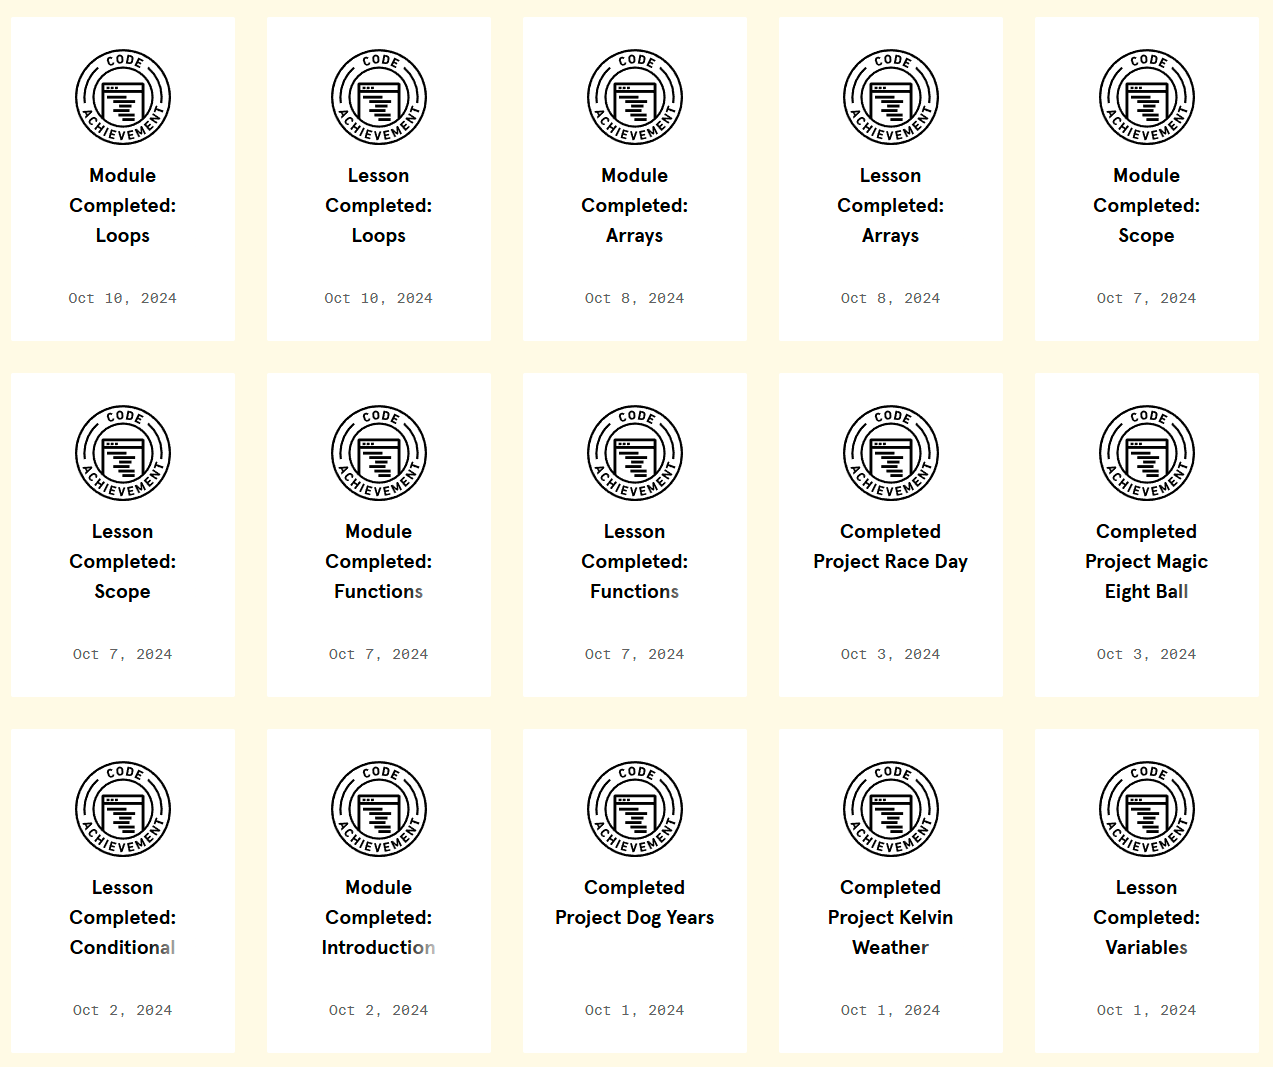 CODE ACHIEVEMENT
Module
Completed:
Loops
Oct 10, 2024
CODE ACHIEVEMENT
Lesson
Completed:
Loops
Oct 10, 2024
CODE ACHIEVEMENT
Module
Completed:
Arrays
Oct 8, 2024
CODE ACHIEVEMENT
Lesson
Completed:
Arrays
Oct 8, 2024
CODE ACHIEVEMENT
Module
Completed:
Scope
Oct 7, 2024
CODE ACHIEVEMENT
Lesson
Completed:
Scope
Oct 7, 2024
CODE ACHIEVEMENT
Module
Completed:
Functions
Oct 7, 2024
CODE ACHIEVEMENT
Lesson
Completed:
Functions
Oct 7, 2024
CODE ACHIEVEMENT
Completed
Project Race Day
Oct 3, 2024
CODE ACHIEVEMENT
Completed
Project Magic
Eight Ball
Oct 3, 2024
CODE ACHIEVEMENT
Lesson
Completed:
Conditional
Oct 2, 2024
CODE ACHIEVEMENT
Module
Completed:
Introduction
Oct 2, 2024
CODE ACHIEVEMENT
Completed
Project Dog Years
Oct 1, 2024
CODE ACHIEVEMENT
Completed
Project Kelvin
Weather
Oct 1, 2024
CODE ACHIEVEMENT
Lesson
Completed:
Variables
Oct 1, 2024